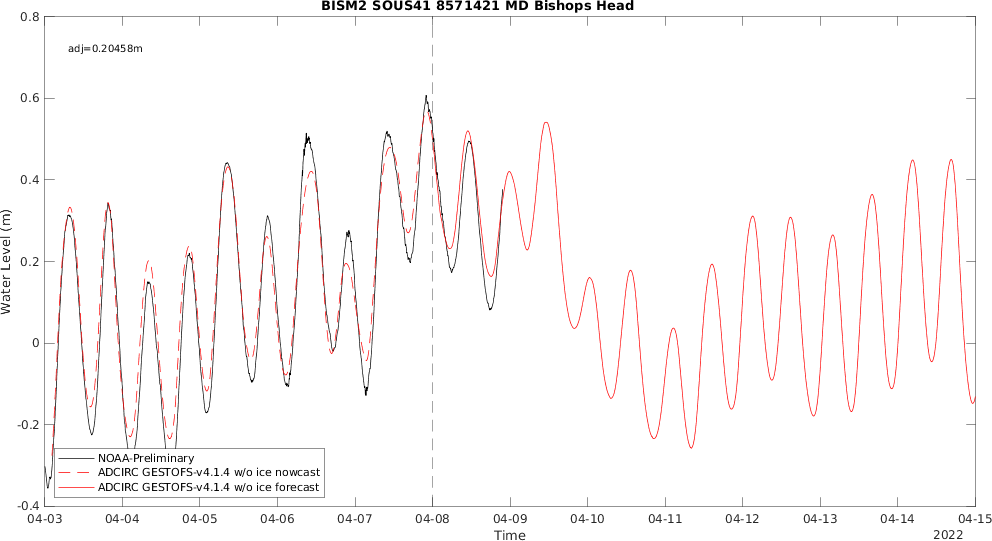 BISM2 SOUS41 8571421 MD Bishops Head
adj=0.20458m
Water Level (m)
0.8
0.6
0.4
0.2
0
-0.2
-0.4
NOAA-Preliminary
ADCIRC GESTOFS-v4.1.4 w/o ice nowcast
ADCIRC GESTOFS-v4.1.4 w/o ice forecast
04-03 04-04 04-05 04-06 04-07 04-08 04-09 04-10 04-11 04-12 04-13 04-14 04-15
Time
2022